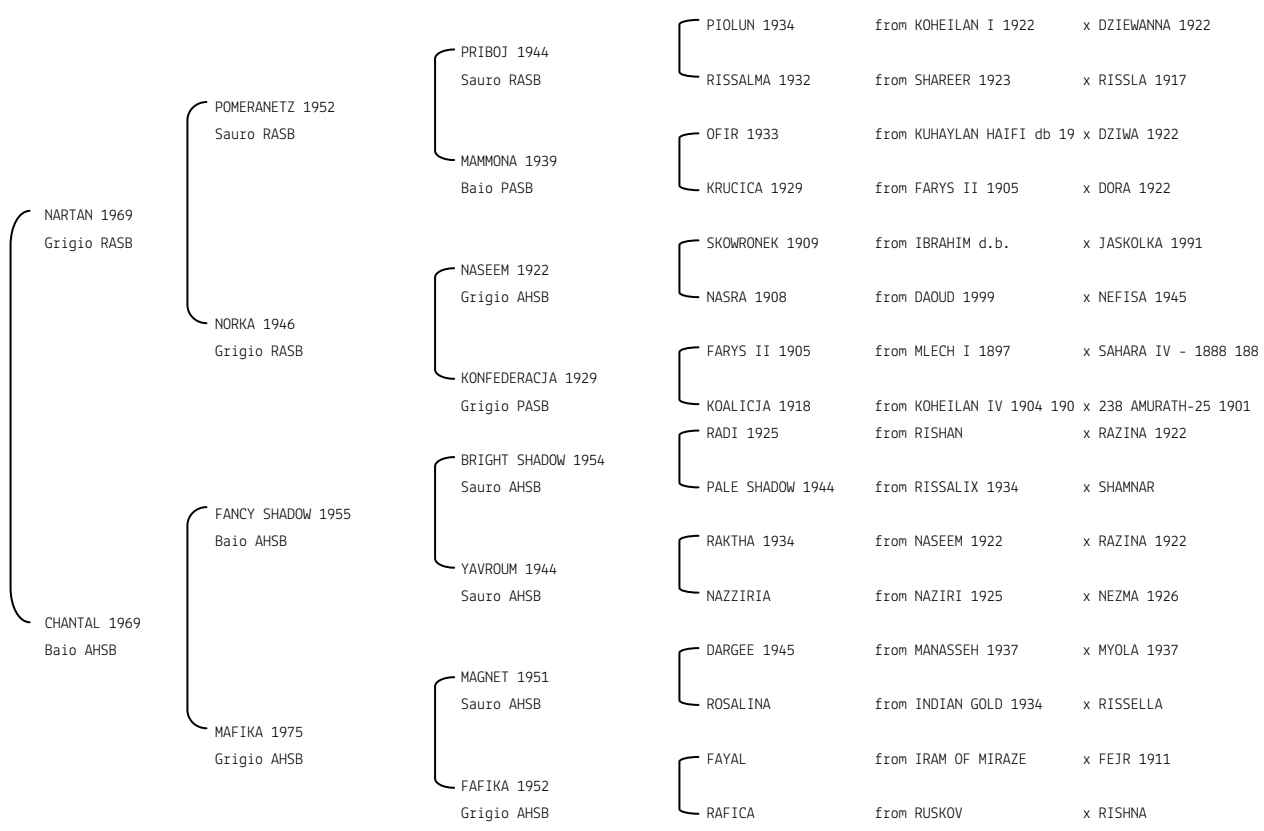 PIOLUN 1934 from KOHEILAN I 1922 x DZIEWANNA 1922
PRIBOJ 1944
Sauro RASB RISSALMA 1932 from SHAREER 1923 x RISSLA 1917
POMERANETZ 1952
Sauro RASB OFIR 1933 from KUHAYLAN HAIFI db 19 x DZIWA 1922
MAMMONA 1939
Baio PASB KRUCICA 1929 from FARYS II 1905 x DORA 1922
NARTAN 1969
Grigio RASB SKOWRONEK 1909 from IBRAHIM d.b. x JASKOLKA 1991
NASEEM 1922
Grigio AHSB NASRA 1908 from DAOUD 1999 x NEFISA 1945
NORKA 1946
Grigio RASB FARYS II 1905 from MLECH I 1897 x SAHARA IV - 1888 188
KONFEDERACJA 1929
Grigio PASB KOALICJA 1918 from KOHEILAN IV 1904 190 x 238 AMURATH-25 1901
RADI 1925 from RISHAN x RAZINA 1922
BRIGHT SHADOW 1954
Sauro AHSB PALE SHADOW 1944 from RISSALIX 1934 x SHAMNAR
FANCY SHADOW 1955
Baio AHSB RAKTHA 1934 from NASEEM 1922 x RAZINA 1922
YAVROUM 1944
Sauro AHSB NAZZIRIA from NAZIRI 1925 x NEZMA 1926
CHANTAL 1969
Baio AHSB DARGEE 1945 from MANASSEH 1937 x MYOLA 1937
MAGNET 1951
Sauro AHSB ROSALINA from INDIAN GOLD 1934 x RISSELLA
MAFIKA 1975
Grigio AHSB FAYAL from IRAM OF MIRAZE x FEJR 1911
FAFIKA 1952
Grigio AHSB RAFICA from RUSKOV x RISHNA